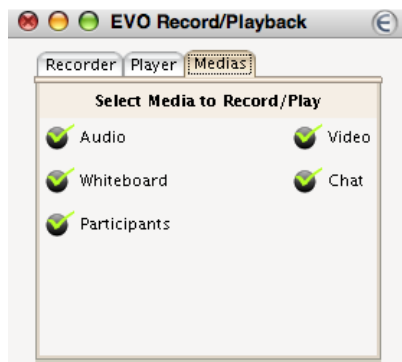 EVO Record/Playback
Recorder Player Medias
Select Media to Record/Play
Audio Video
Whiteboard Chat
Participants